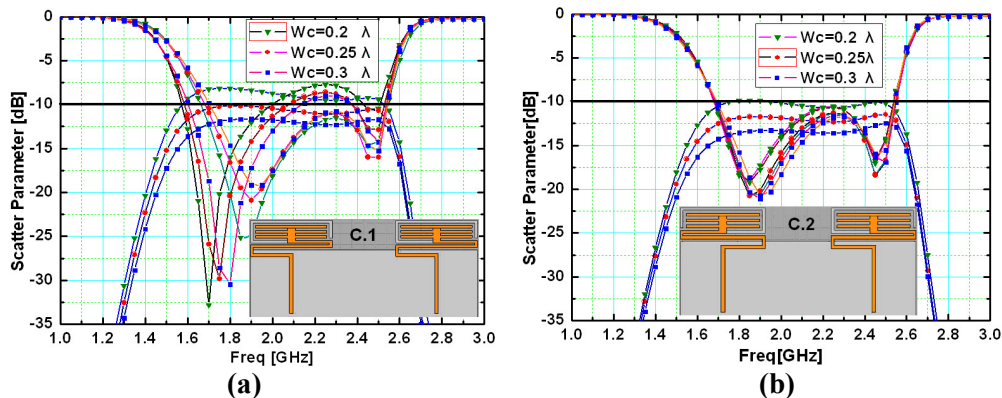 Scatter Parameter [dB]
0
-5
-10
-15
-20
-25
-30
-35
Wc=0.2 λ
Wc=0.25 λ
Wc=0.3 λ
C.1
1.0 1.2 1.4 1.6 1.8 2.0 2.2 2.4 2.6 2.8 3.0
Freq [GHz]
(a)
Scatter Parameter[dB]
0
-5
-10
-15
-20
-25
-30
-35
Wc=0.2 λ
Wc=0.25λ
Wc=0.3 λ
C.2
1.0 1.2 1.4 1.6 1.8 2.0 2.2 2.4 2.6 2.8 3.0
Freq[GHz]
(b)